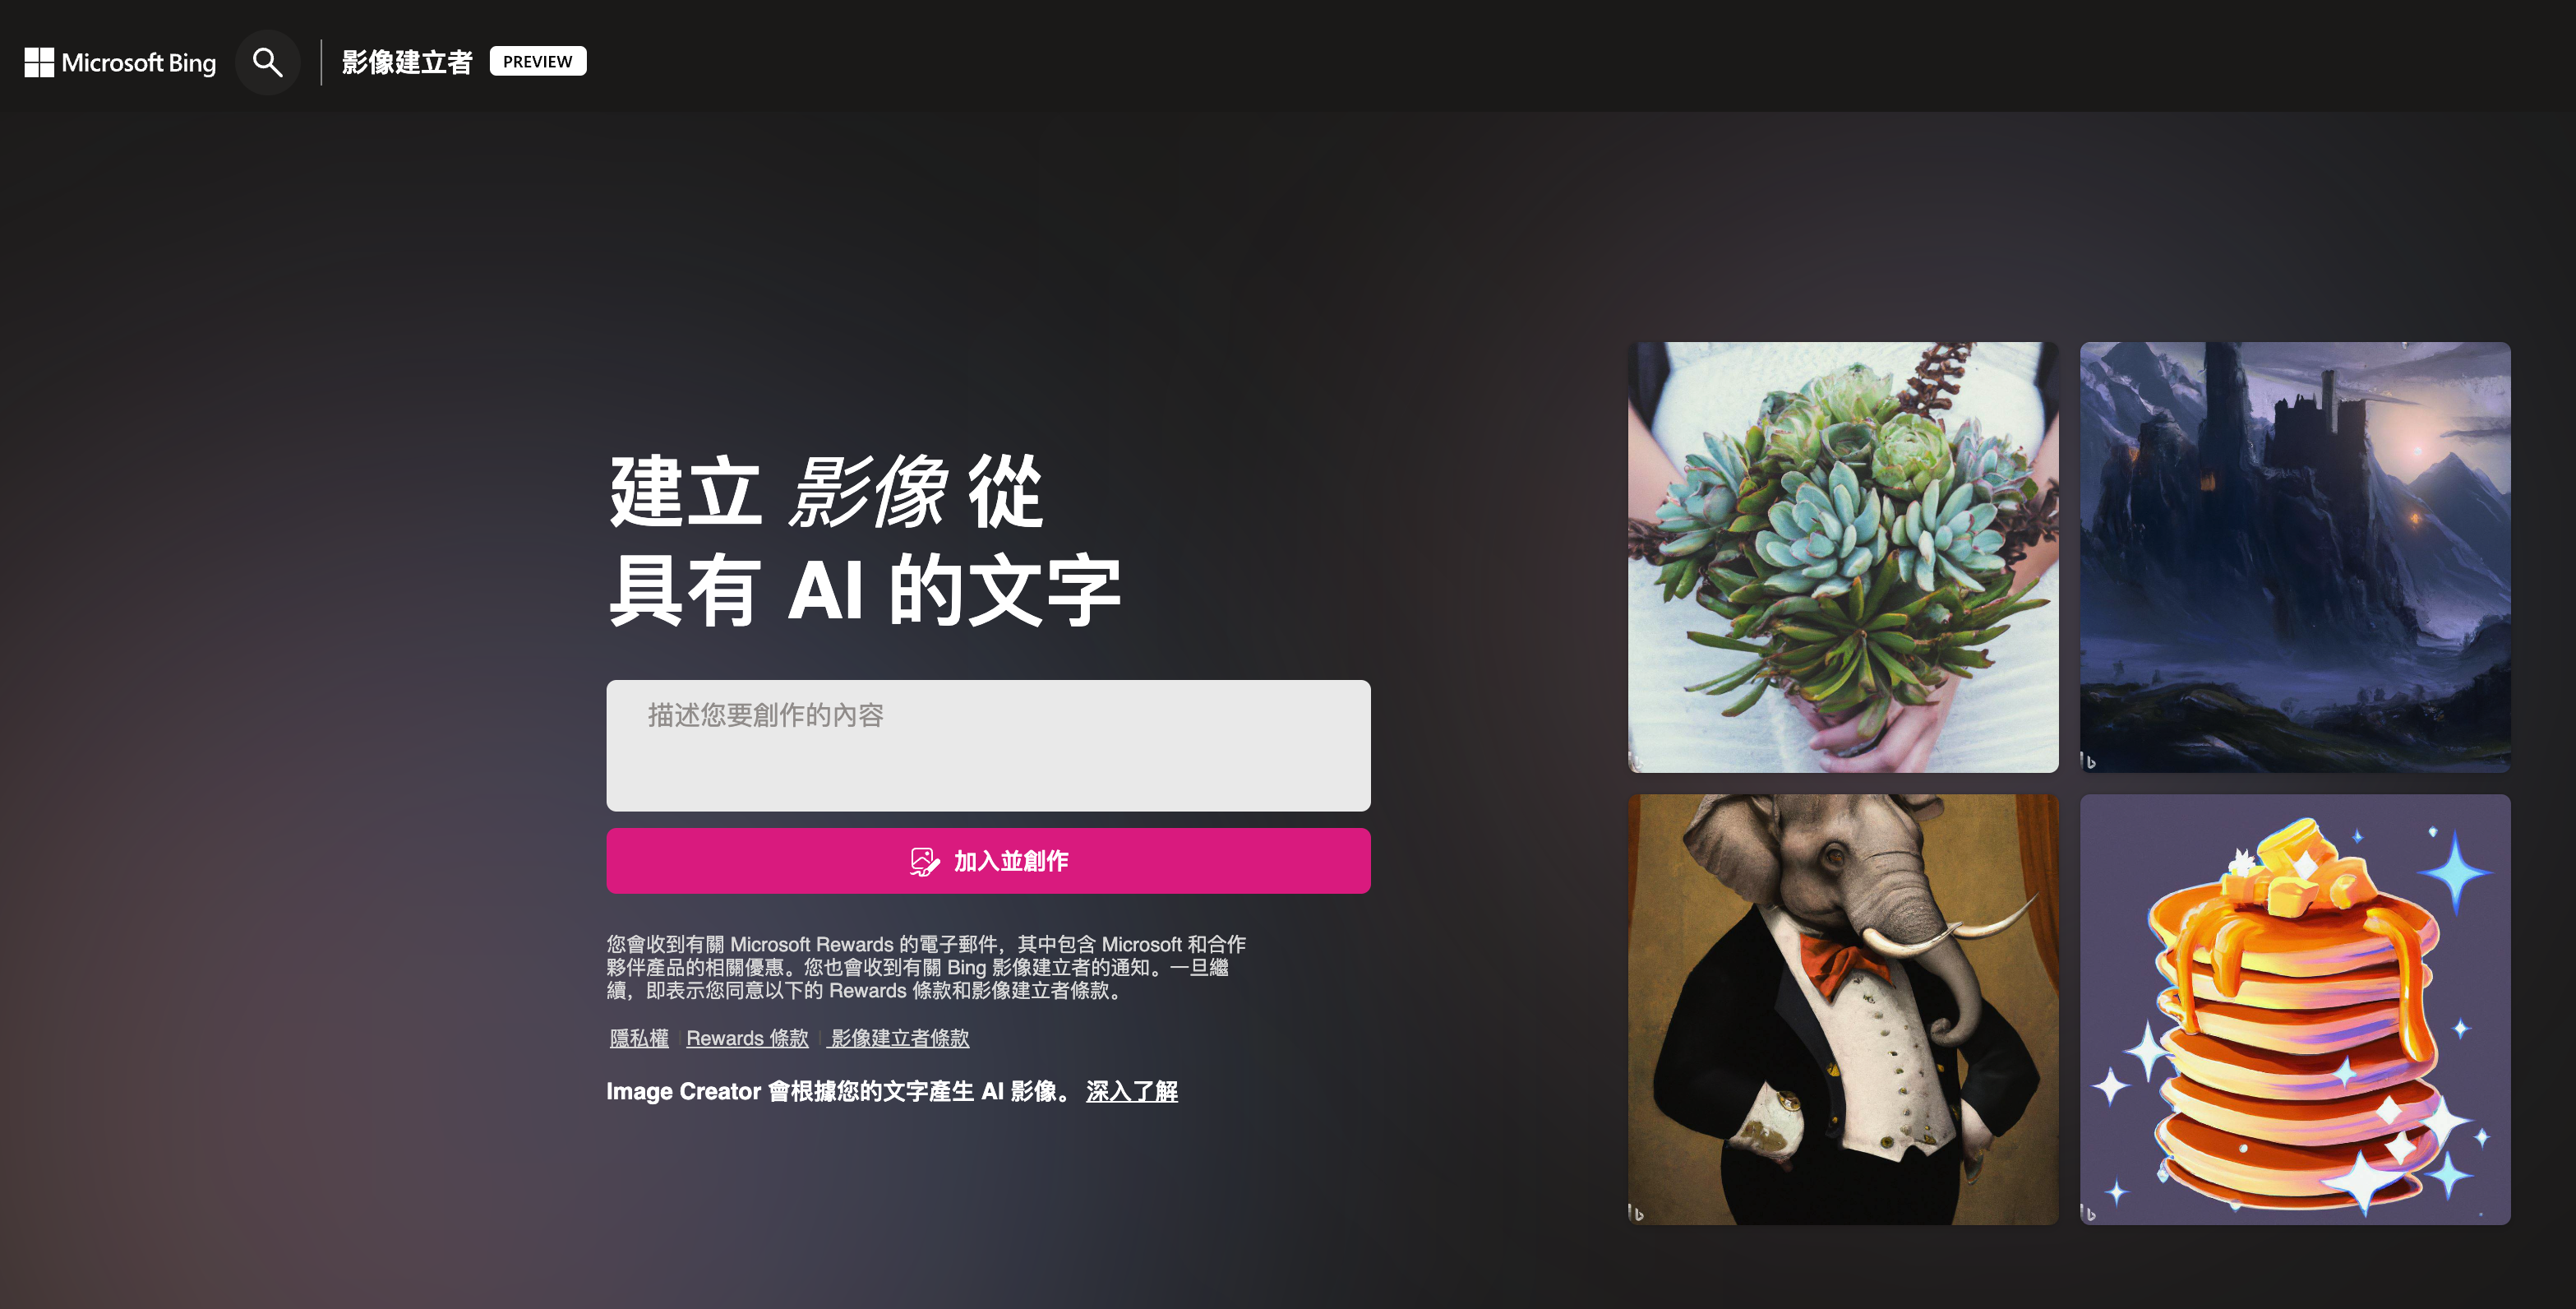 Microsoft Bing
影像建立者
PREVIEW
建立 影像 從
具有 AI 的文字
描述您要創作的內容
加入並創作
您會收到有關 Microsoft Rewards 的電子郵件，其中包含 Microsoft 和合作
夥伴產品的相關優惠。您也會收到有關 Bing 影像建立者的通知。一旦繼
續，即表示您同意以下的 Rewards 條款和影像建立者條款。
隱私權 | Rewards 條款 | 影像建立者條款
Image Creator 會根據您的文字產生 AI 影像。 深入了解